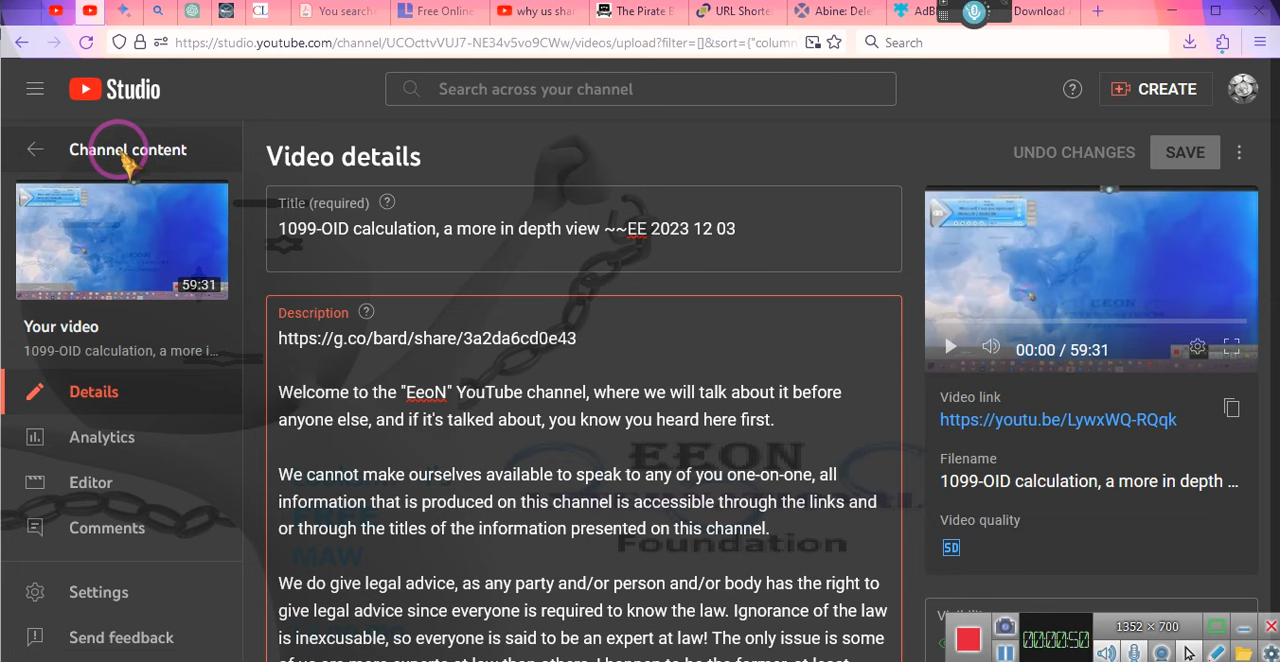 You search
Free Online
why us sha
The Pirate E
URL Shorte
Abine: Dele
AdB
Download
https://studio.youtube.com/channel/UCOcttvVUJ7-NE34v5vo9CWw/videos/upload?filter=[]&sort={"column
Search
Studio
Search across your channel
CREATE
Channel content
Video details
UNDO CHANGES
SAVE
Title (required)
1099-OID calculation, a more in depth view ~~EE 2023 12 03
59:31
Your video
1099-OID calculation, a more i...
Details
Analytics
Editor
Comments
Settings
Send feedback
Description
https://g.co/bard/share/3a2da6cd0e43
Welcome to the "EeoN" YouTube channel, where we will talk about it before
anyone else, and if it's talked about, you know you heard here first.
We cannot make ourselves available to speak to any of you one-on-one, all
information that is produced on this channel is accessible through the links and
or through the titles of the information presented on this channel.
We do give legal advice, as any party and/or person and/or body has the right to
give legal advice since everyone is required to know the law. Ignorance of the law
is inexcusable, so everyone is said to be an expert at law! The only issue is some
EEON
Foundation
MAW
00:00 / 59:31
Video link
https://youtu.be/LywxWQ-RQqk
Filename
1099-OID calculation, a more in depth ...
Video quality
SD
1352 × 700
00:00:50